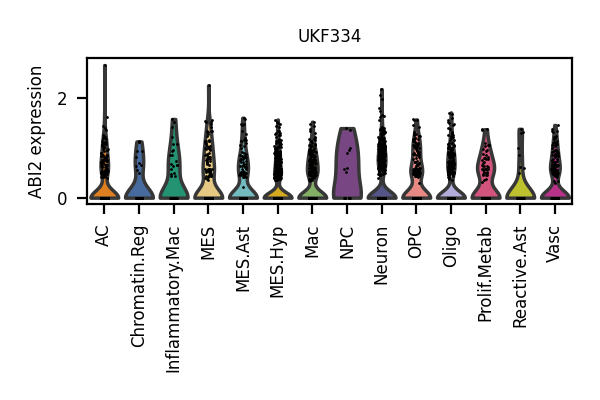 UKF334
ABI2 expression
2
0
AC
Chromatin.Reg
Inflammatory.Mac
MES
MES.Ast
MES.Hyp
Mac
NPC
Neuron
OPC
Oligo
Prolif.Metab
Reactive.Ast
Vasc